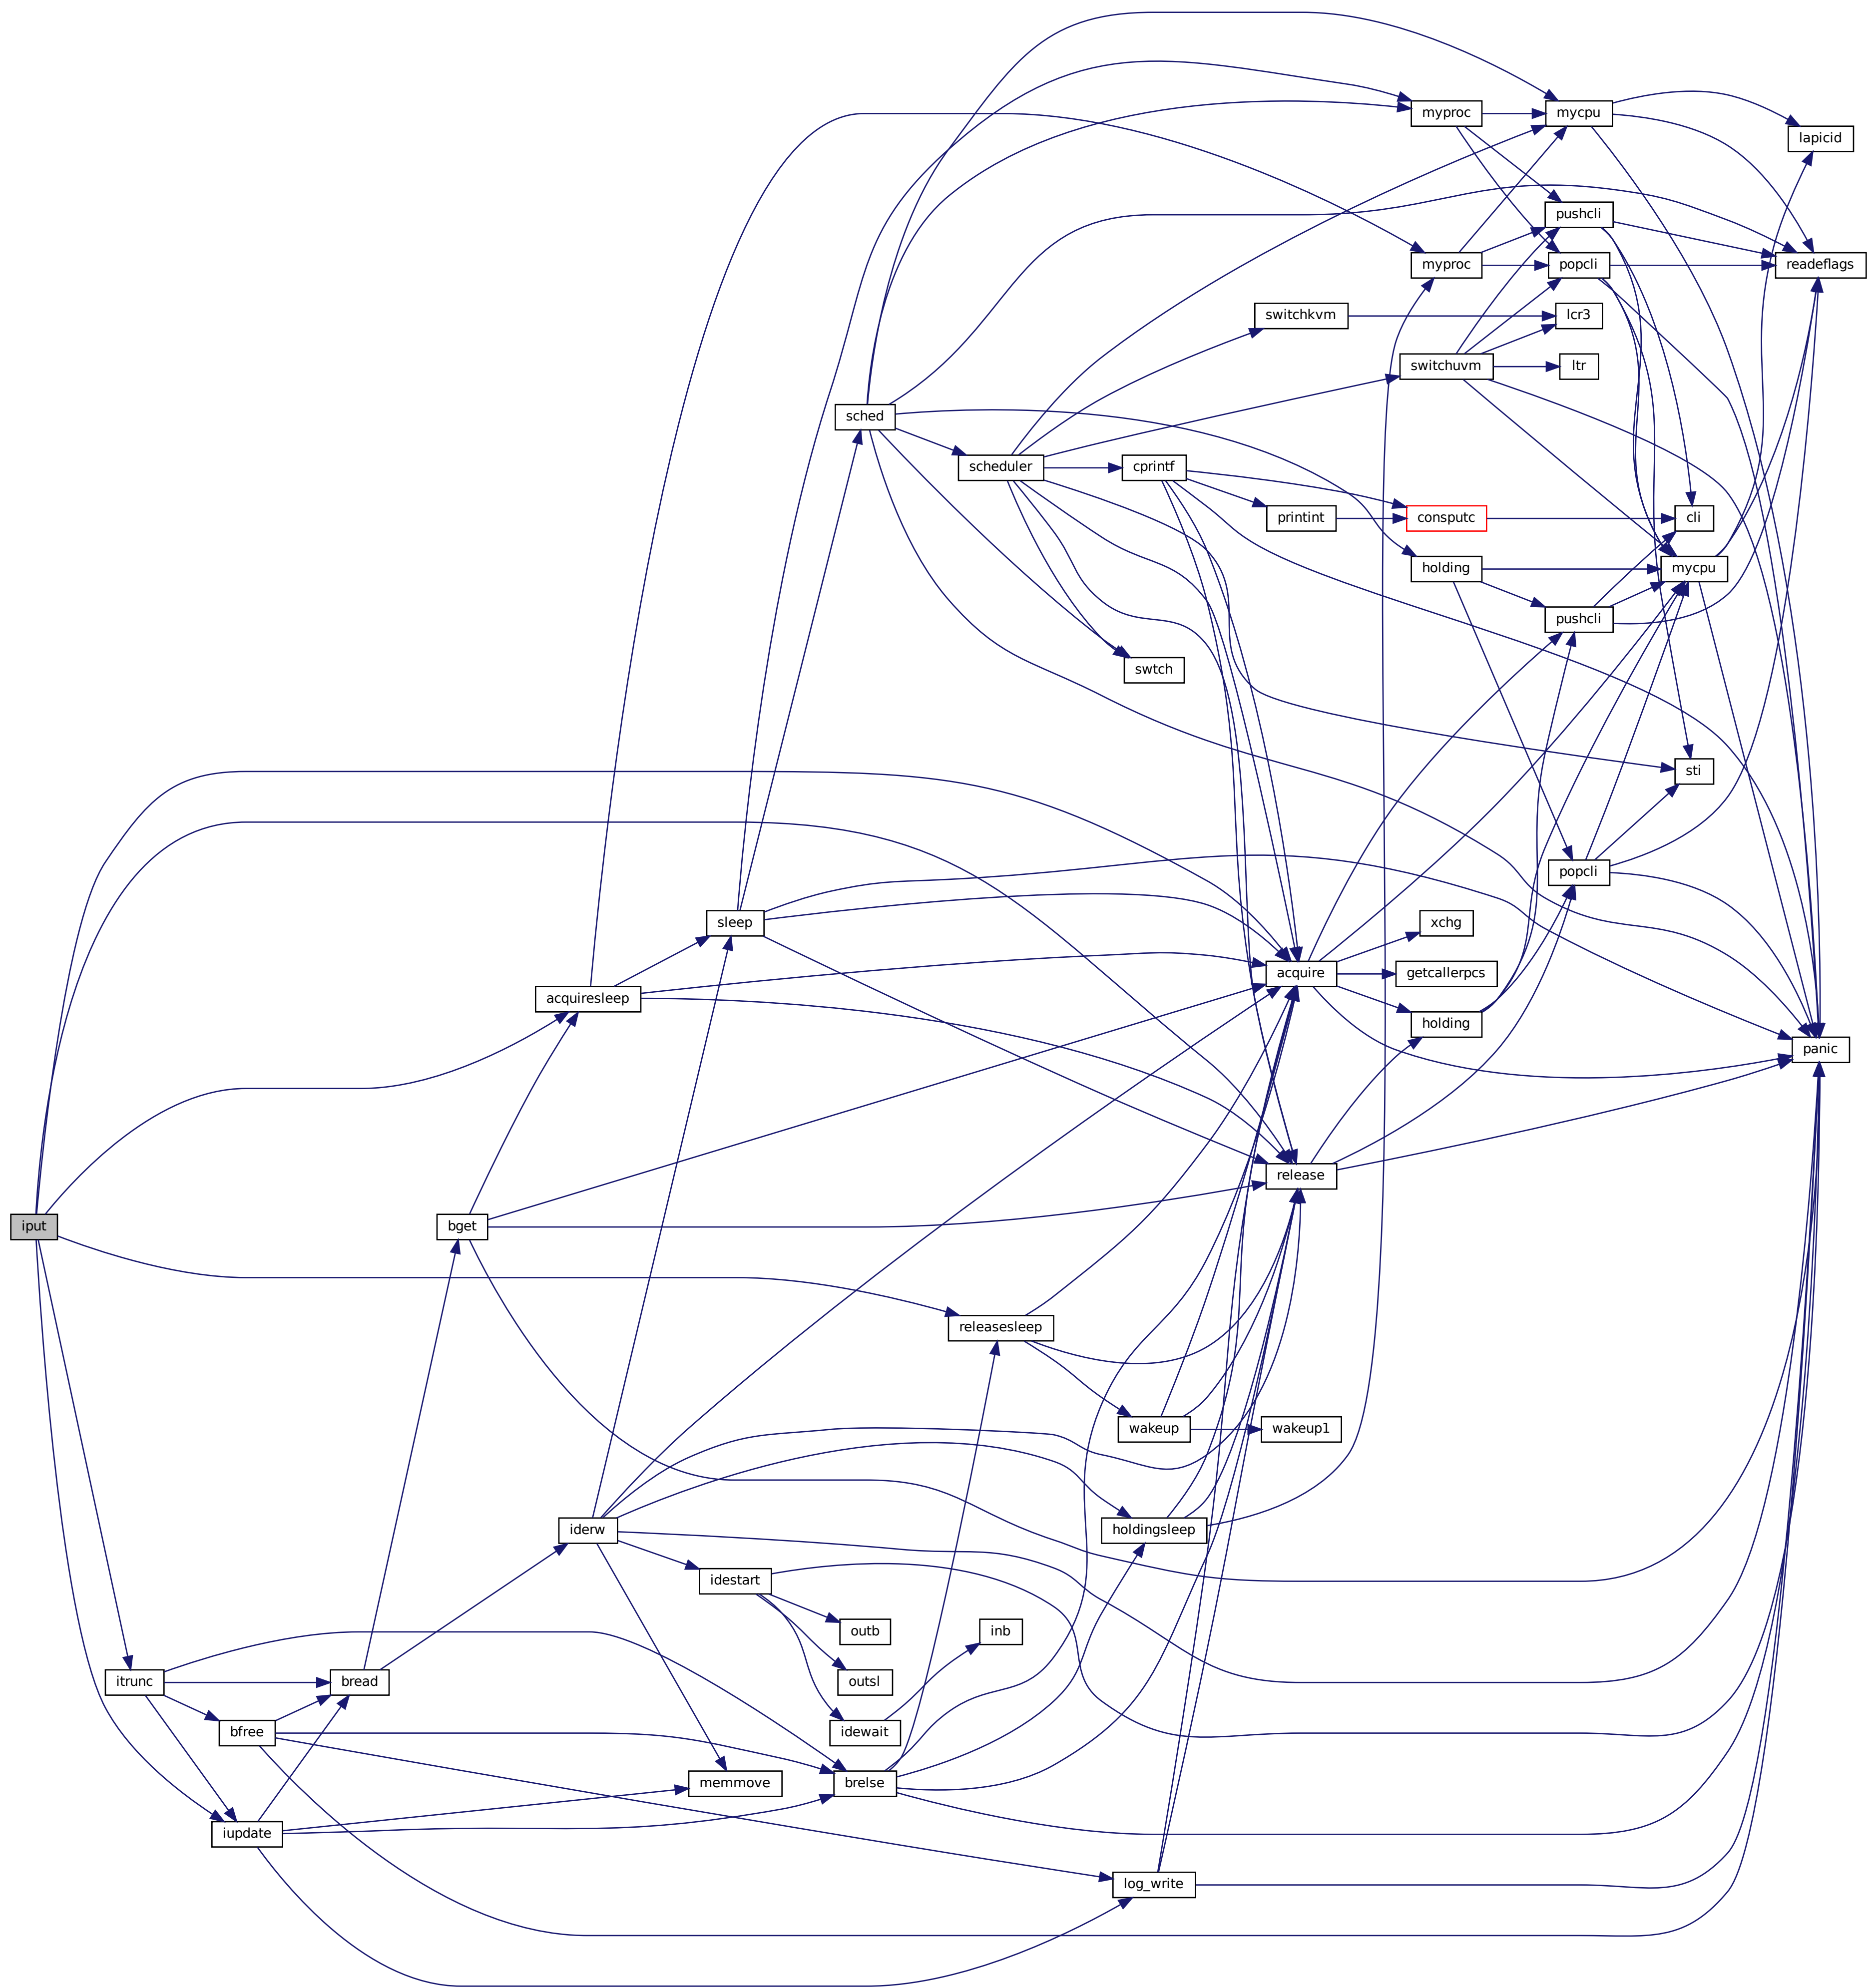 myproc
mycpu
lapicid
pushcli
myproc
popcli
readeflags
switchkvm
lcr3
switchuvm
ltr
sched
scheduler
cprintf
printint
consputc
cli
holding
mycpu
pushcli
swtch
sti
popcli
sleep
xchg
acquire
getcallerpcs
acquiresleep
holding
panic
release
iput
bget
releasesleep
wakeup
wakeup1
iderw
holdingsleep
idestart
outb
inb
itrunc
bread
outsl
bfree
idewait
memmove
brelse
iupdate
log_write